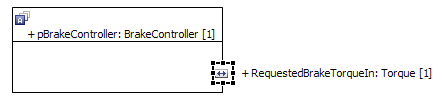 + pBrakeController: BrakeController [1]
+ RequestedBrakeTorqueIn: Torque [1]